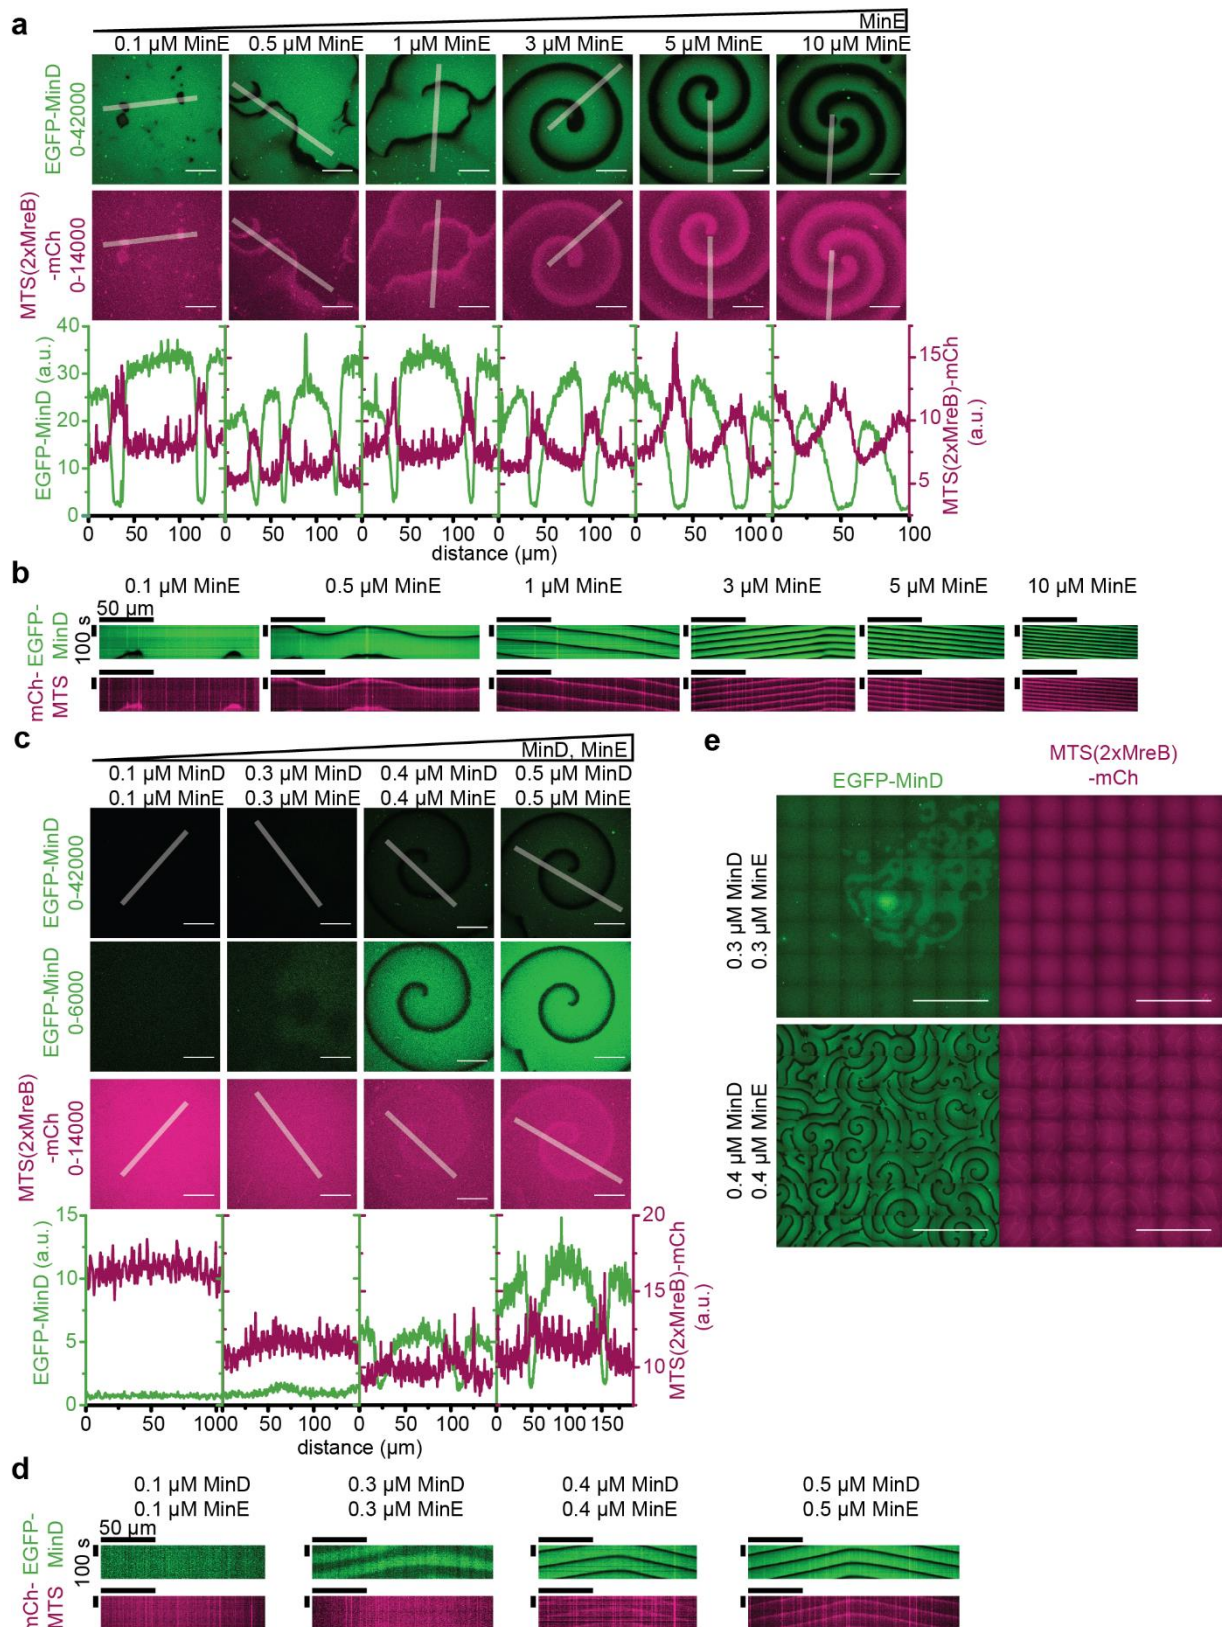 a
MinE
0.1 µM MinE 0.5 µM MinE 1 µM MinE 3 µM MinE 5 µM MinE 10 µM MinE
EGFP-MinD
0-42000
MTS(2xMreB)
-mCh
0-14000
EGFP-MinD (a.u.)
40
30
20
10
0
15
10
5
MTS(2xMreB)-mCh
(a.u.)
0 50 100 0 50 100 0 50 100 0 50 100 0 50 100 0 50 100
distance (µm)
b
0.1 µM MinE 0.5 µM MinE 1 µM MinE 3 µM MinE 5 µM MinE 10 µM MinE
50 µm
100 s
EGFP-
MinD
mCh-
MTS
c
MinD, MinE
0.1 µM MinD 0.3 µM MinD 0.4 µM MinD 0.5 µM MinD
0.1 µM MinE 0.3 µM MinE 0.4 µM MinE 0.5 µM MinE
EGFP-MinD
0-42000
EGFP-MinD
0-6000
MTS(2xMreB)
-mCh
0-14000
EGFP-MinD (a.u.)
15
10
5
0
20
15
10
MTS(2xMreB)-mCh
(a.u.)
0 50 100 0 50 100 0 50 100 0 50 100 150
distance (µm)
d
0.1 µM MinD 0.3 µM MinD 0.4 µM MinD 0.5 µM MinD
0.1 µM MinE 0.3 µM MinE 0.4 µM MinE 0.5 µM MinE
50 µm
100 s
EGFP-
MinD
mCh-
MTS
e
EGFP-MinD
MTS(2xMreB)
-mCh
0.3 µM MinD
0.3 µM MinE
0.4 µM MinD
0.4 µM MinE